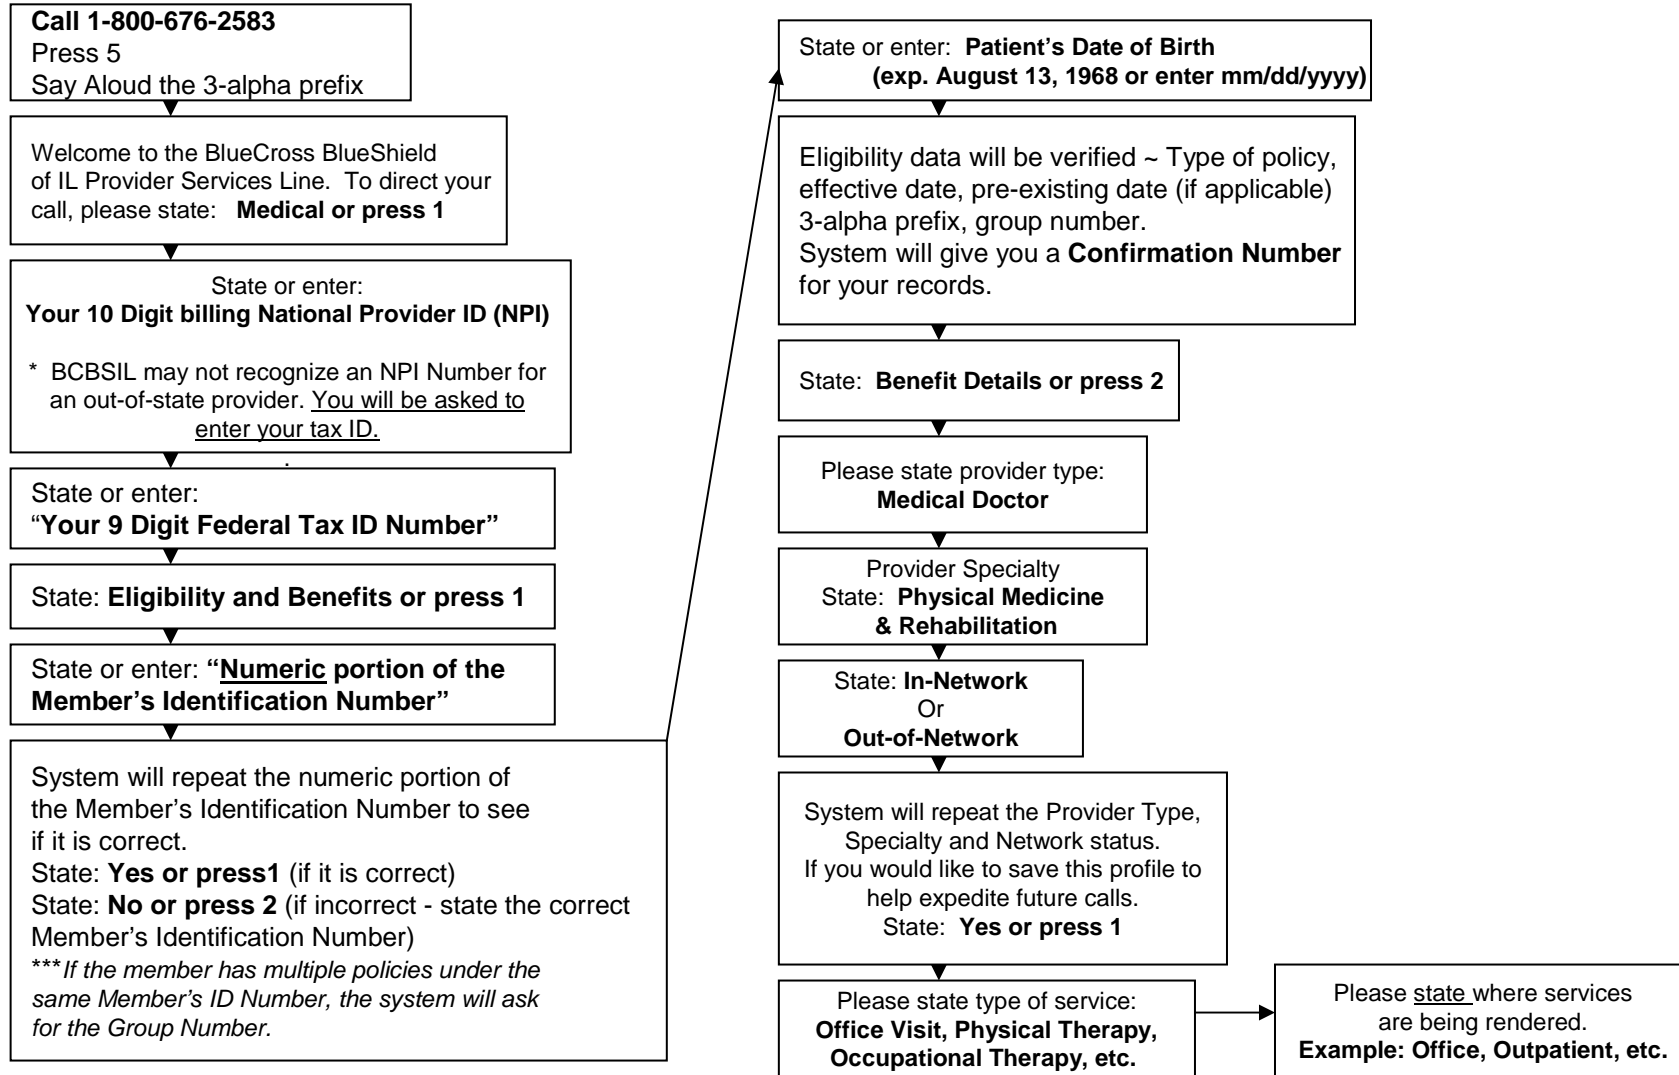 Call 1-800-676-2583
Press 5
Say Aloud the 3-alpha prefix
Welcome to the BlueCross BlueShield
of IL Provider Services Line.  To direct your
call, please state:   Medical or press 1
State or enter:
Your 10 Digit billing National Provider ID (NPI)
*  BCBSIL may not recognize an NPI Number for
an out-of-state provider. You will be asked to
enter your tax ID.
.
State or enter:
“Your 9 Digit Federal Tax ID Number”
State: Eligibility and Benefits or press 1
State or enter: “Numeric portion of the
Member’s Identification Number”
System will repeat the numeric portion of
the Member’s Identification Number to see
if it is correct.
State: Yes or press1 (if it is correct)
State: No or press 2 (if incorrect - state the correct
Member’s Identification Number)
***If the member has multiple policies under the
same Member’s ID Number, the system will ask
for the Group Number.
State or enter:  Patient’s Date of Birth
(exp. August 13, 1968 or enter mm/dd/yyyy)
Eligibility data will be verified ~ Type of policy,
effective date, pre-existing date (if applicable)
3-alpha prefix, group number.
System will give you a Confirmation Number
for your records.
State:  Benefit Details or press 2
Please state provider type:
Medical Doctor
Provider Specialty
State:  Physical Medicine
& Rehabilitation
State: In-Network
Or
Out-of-Network
System will repeat the Provider Type,
Specialty and Network status.
If you would like to save this profile to
help expedite future calls.
State:  Yes or press 1
Please state type of service:
Office Visit, Physical Therapy,
Occupational Therapy, etc.
Please state where services
are being rendered.
Example: Office, Outpatient, etc.